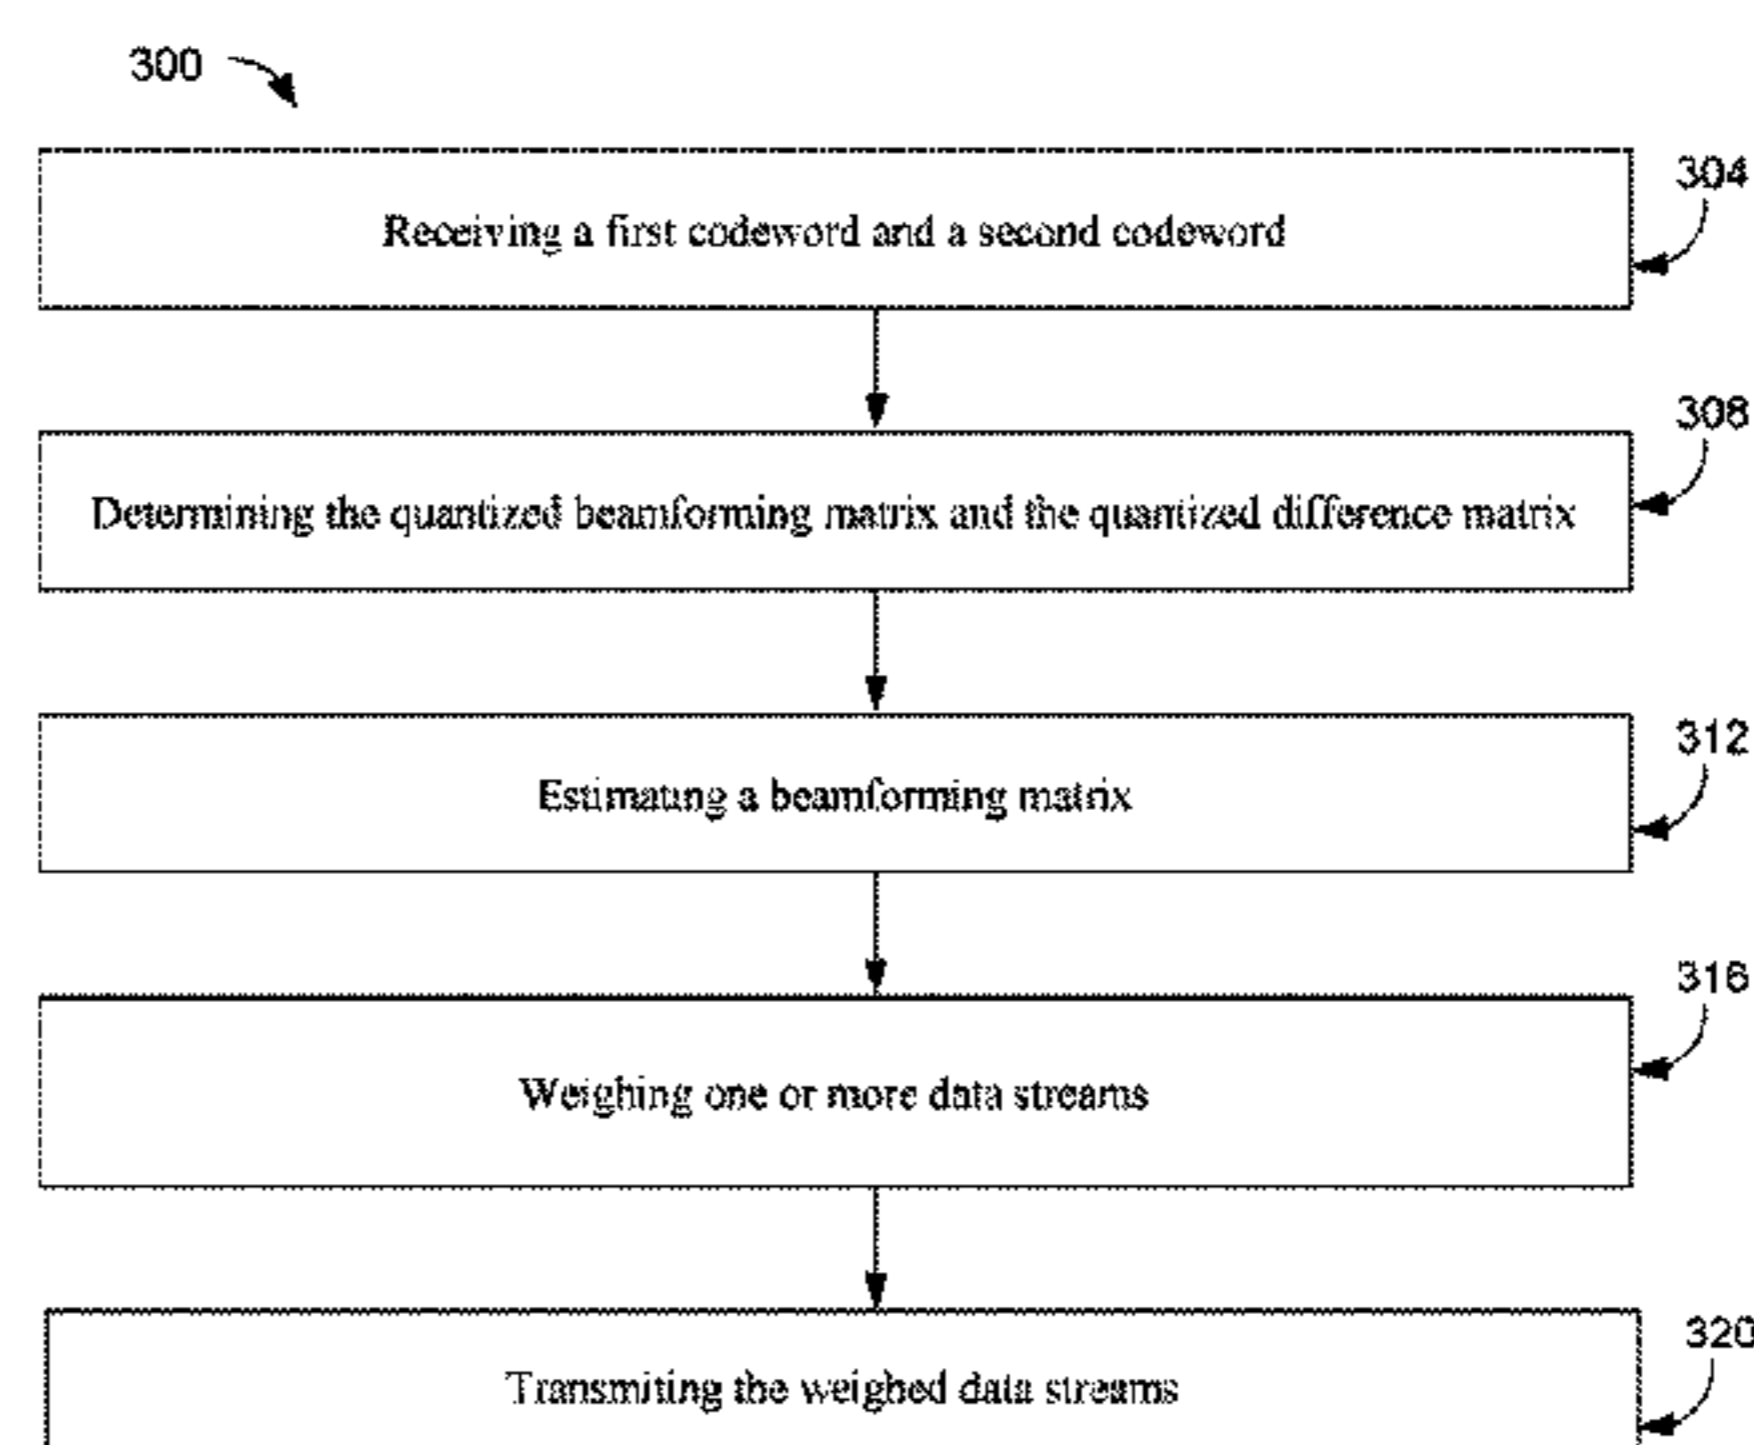 300
304
Receiving a first codeword and a second codeword
308
Determining the quantized beamforming matrix and the quantized difference matrix
312
Estimating a beamforming matrix
316
Weighing one or more data streams
320
Transmiting the weighed data streams